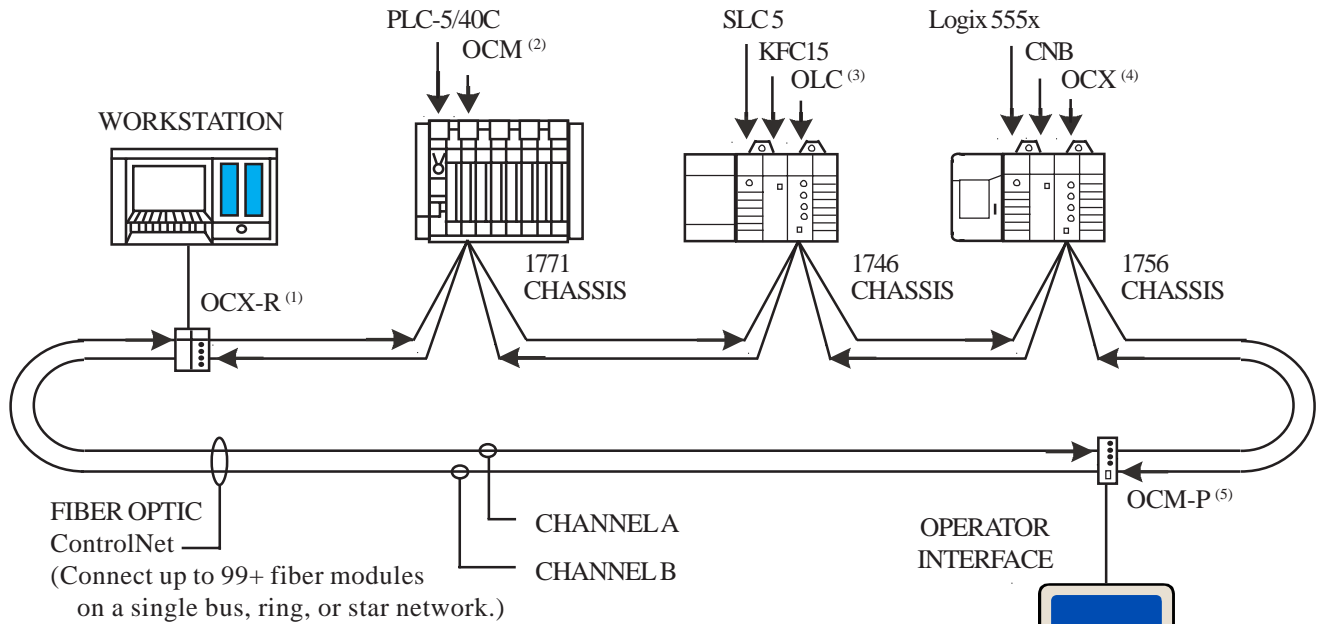 PLC-5/40C
OCM (2)
SLC 5
KFC15
OLC (3)
Logix 555x
CNB
OCX (4)
WORKSTATION
1771
CHASSIS
1746
CHASSIS
1756
CHASSIS
OCX-R (1)
FIBER OPTIC
ControlNet
(Connect up to 99+ fiber modules
on a single bus, ring, or star network.)
CHANNEL A
CHANNEL B
OCM-P (5)
OPERATOR
INTERFACE